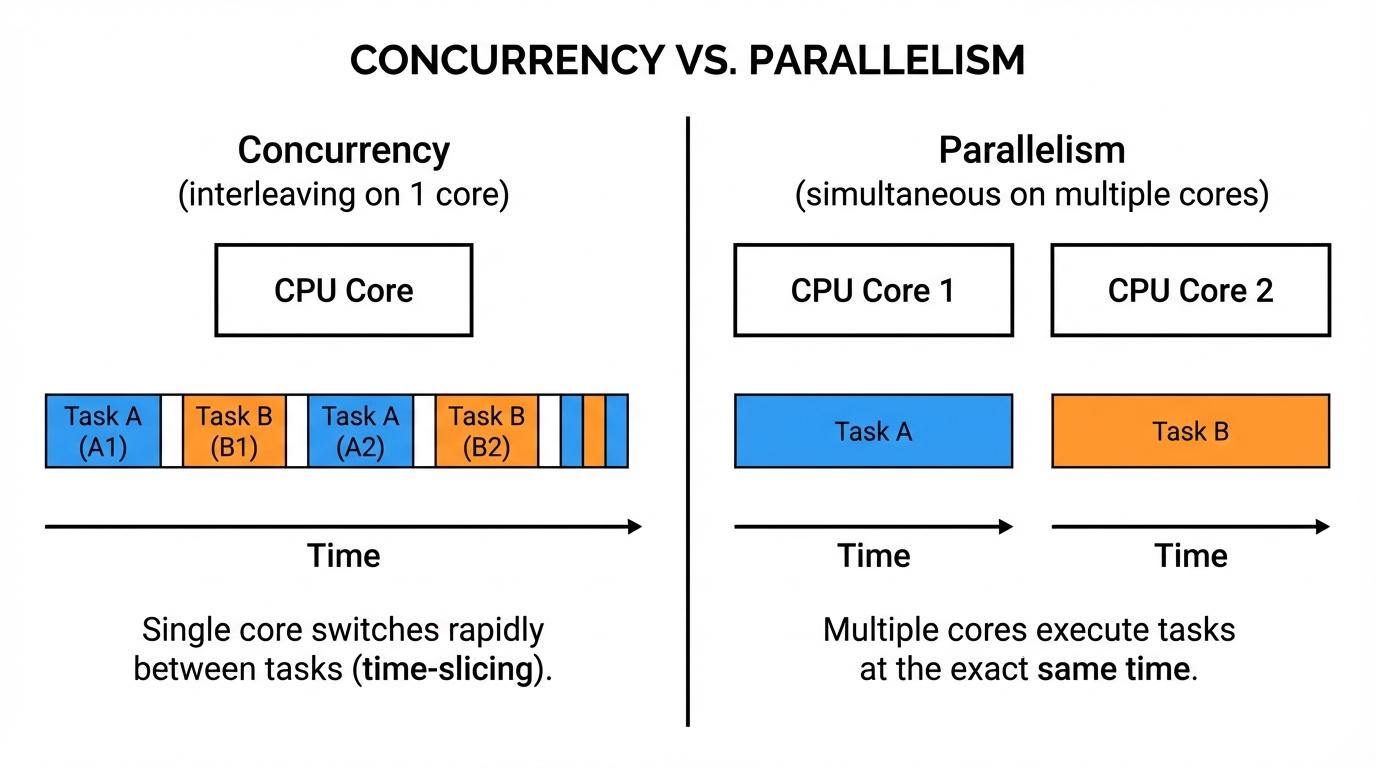 CONCURRENCY VS. PARALLELISM
Concurrency
(interleaving on 1 core)
CPU Core
Task A
(A1)
Task B
(B1)
Task A
(A2)
Task B
(B2)
Time
Single core switches rapidly
between tasks (time-slicing).
Parallelism
(simultaneous on multiple cores)
CPU Core 1
CPU Core 2
Task A
Task B
Time
Time
Multiple cores execute tasks
at the exact same time.